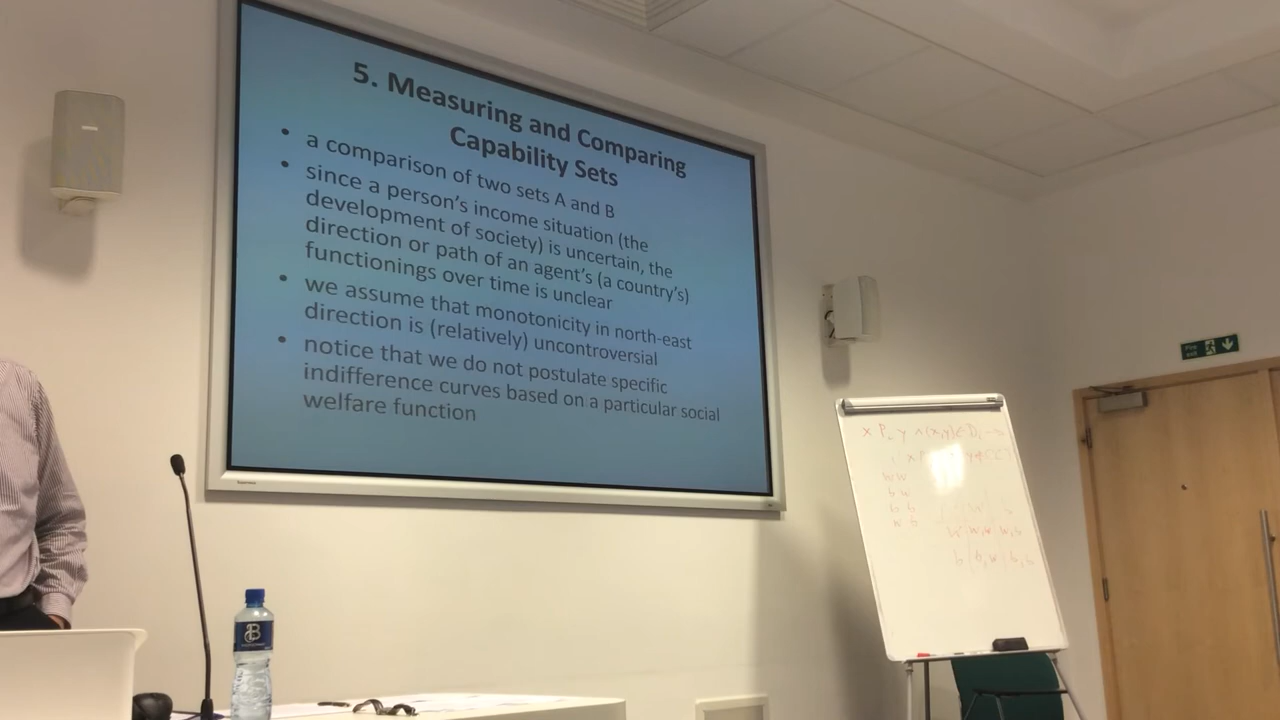 5. Measuring and Comparing
Capability Sets
• a comparison of two sets A and B
• since a person's income situation (the
development of society) is uncertain, the
direction or path of an agent's (a country's)
functionings over time is unclear
• we assume that monotonicity in north-east
direction is (relatively) uncontroversial
• notice that we do not postulate specific
indifference curves based on a particular social
welfare function
Fire
exit
B
w w
b w
b b
w b
w | w,w | w,b
b | b,w | b,b